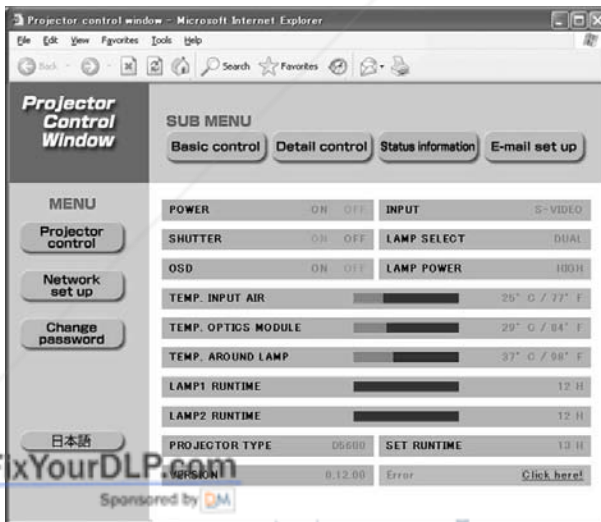 Projector control window - Microsoft Internet Explorer
File Edit View Favorites Tools Help
Back Search Favorites
Projector
Control
Window
SUB MENU
Basic control Detail control Status information E-mail set up
MENU
Projector
control
Network
set up
Change
password
日本語
POWER ON OFF INPUT S-VIDEO
SHUTTER ON OFF LAMP SELECT DUAL
OSD ON OFF LAMP POWER HIGH
TEMP. INPUT AIR 25° C / 77° F
TEMP. OPTICS MODULE 29° C / 84° F
TEMP. AROUND LAMP 37° C / 98° F
LAMP1 RUNTIME 12 H
LAMP2 RUNTIME 12 H
PROJECTOR TYPE D5600 SET RUNTIME 13 H
VERSION 0.12.00 Error Click here!
FixYourDLP.com
Sponsored by